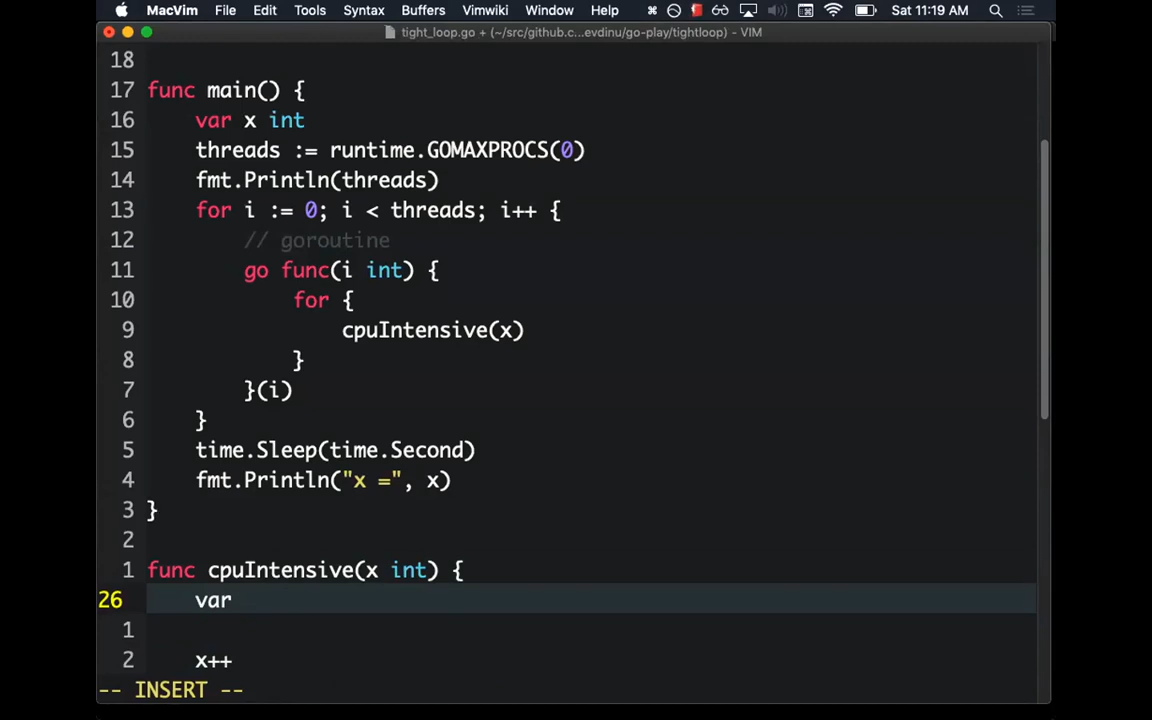 MacVim File Edit Tools Syntax Buffers Vimwiki Window Help Sat 11:19 AM
tight_loop.go + (~/src/github.c...evdinu/go-play/tightloop) - VIM
18
17 func main() {
16 var x int
15 threads := runtime.GOMAXPROCS(0)
14 fmt.Println(threads)
13 for i := 0; i < threads; i++ {
12 // goroutine
11 go func(i int) {
10 for {
9 cpuIntensive(x)
8 }
7 }(i)
6 }
5 time.Sleep(time.Second)
4 fmt.Println("x =", x)
3 }
2
1 func cpuIntensive(x int) {
26 var
1
2 x++
-- INSERT --